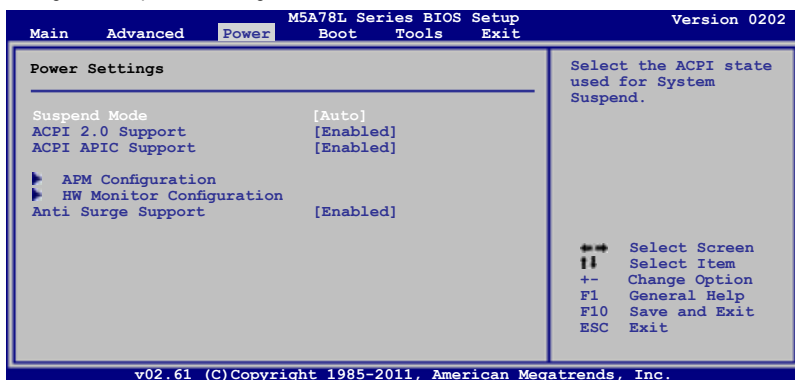 M5A78L Series BIOS Setup Version 0202
Main Advanced Power Boot Tools Exit
Power Settings
Suspend Mode [Auto]
ACPI 2.0 Support [Enabled]
ACPI APIC Support [Enabled]
APM Configuration
HW Monitor Configuration
Anti Surge Support [Enabled]
Select the ACPI state
used for System
Suspend.
Select Screen
Select Item
+- Change Option
F1 General Help
F10 Save and Exit
ESC Exit
v02.61 (C)Copyright 1985-2011, American Megatrends, Inc.